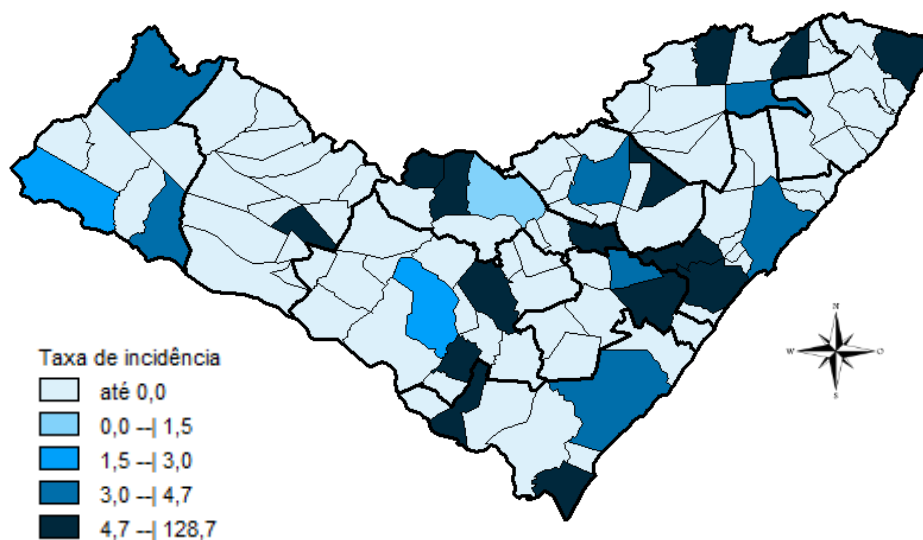 Taxa de incidência
até 0,0
0,0 --| 1,5
1,5 --| 3,0
3,0 --| 4,7
4,7 --| 128,7
N
W
O
S